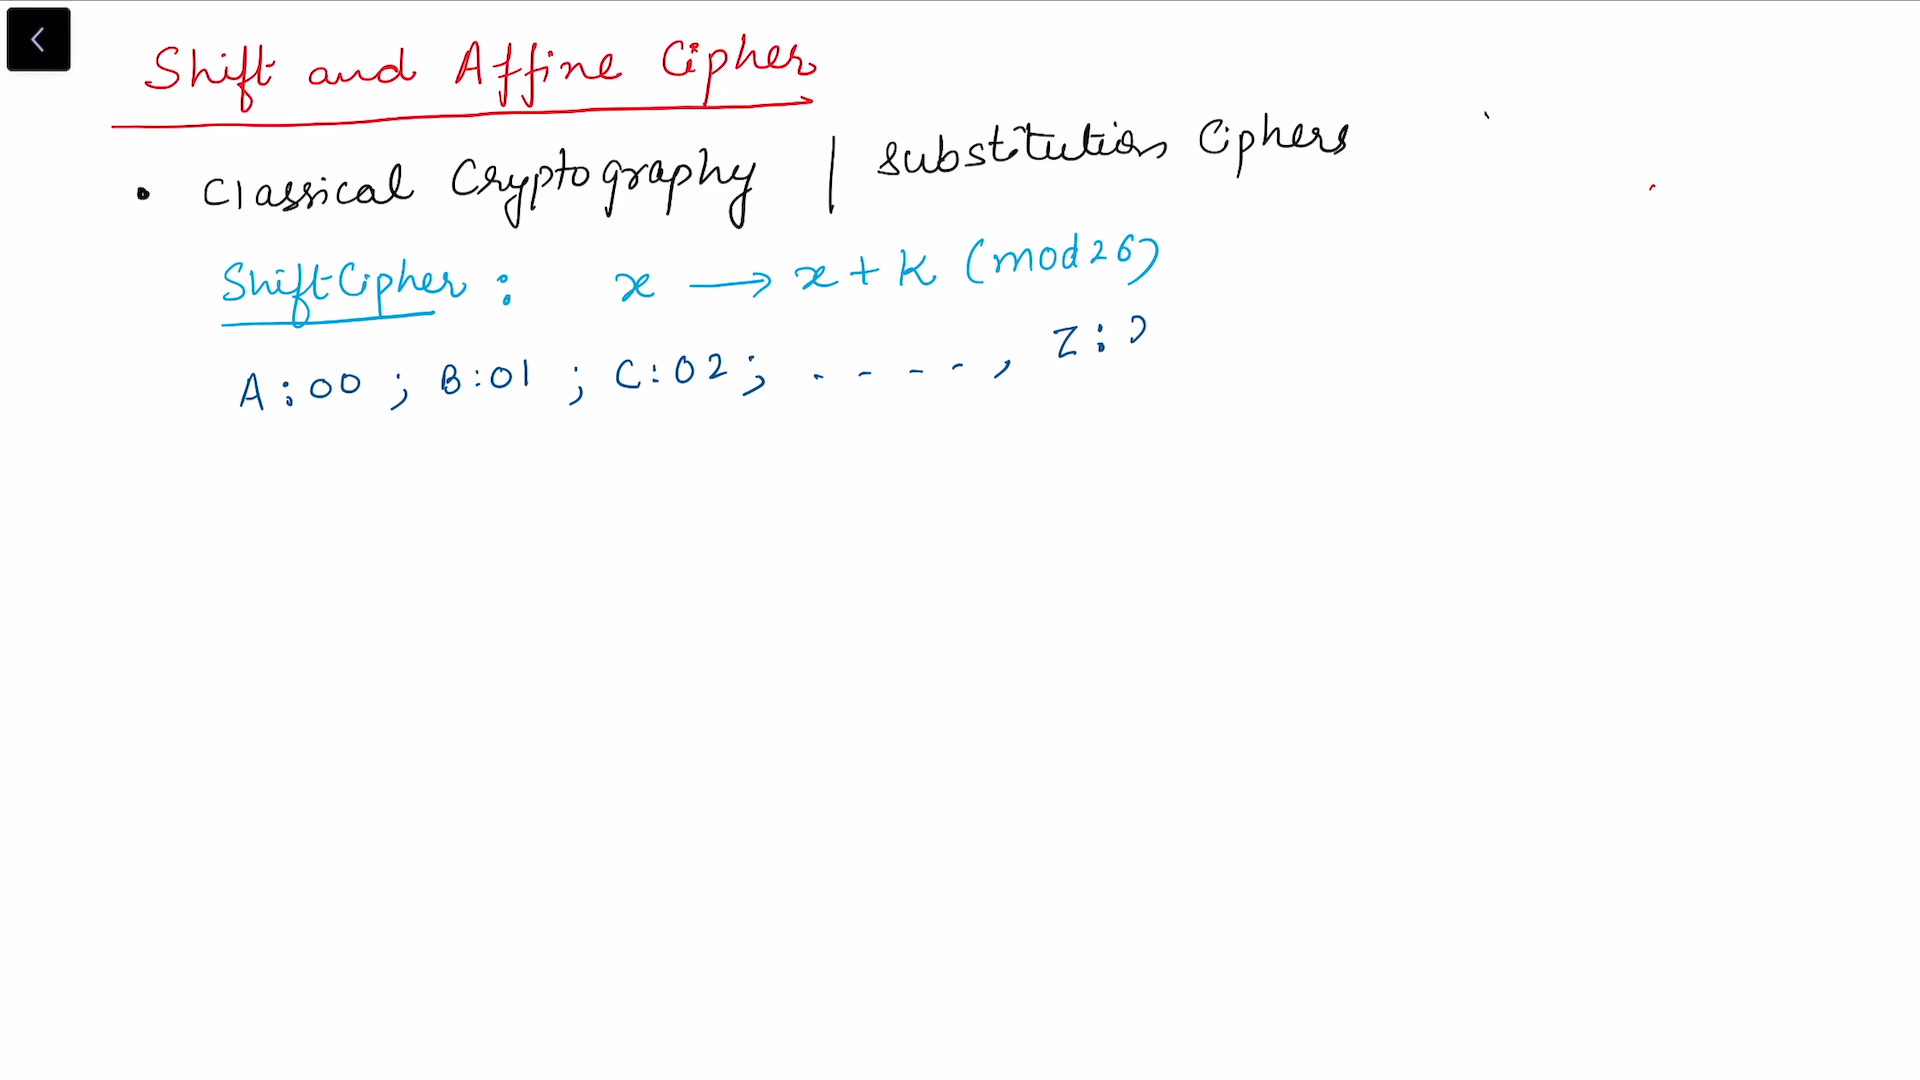 Shift and Affine Cipher
• Classical Cryptography | Substitution Ciphers
Shift Cipher : x → x + k (mod 26)
A : 00 ; B : 01 ; C : 02 ; . - - - - , Z :